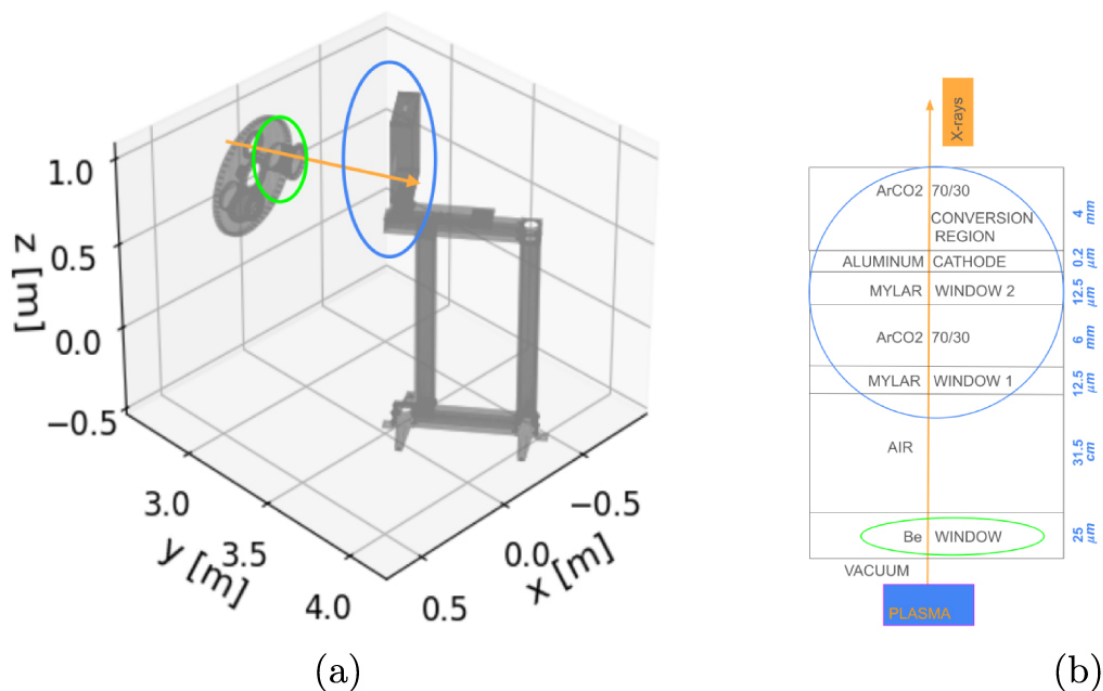 1.0
0.5
0.0
−0.5
z [m]
3.0
3.5
4.0
y [m]
−0.5
0.0
0.5
x [m]
(a)
X-rays
ArCO2 70/30
CONVERSION
REGION
4
mm
ALUMINUM CATHODE
0.2
μm
MYLAR WINDOW 2
12.5
μm
ArCO2 70/30
6
mm
MYLAR WINDOW 1
12.5
μm
AIR
31.5
cm
Be WINDOW
25
μm
VACUUM
PLASMA
(b)